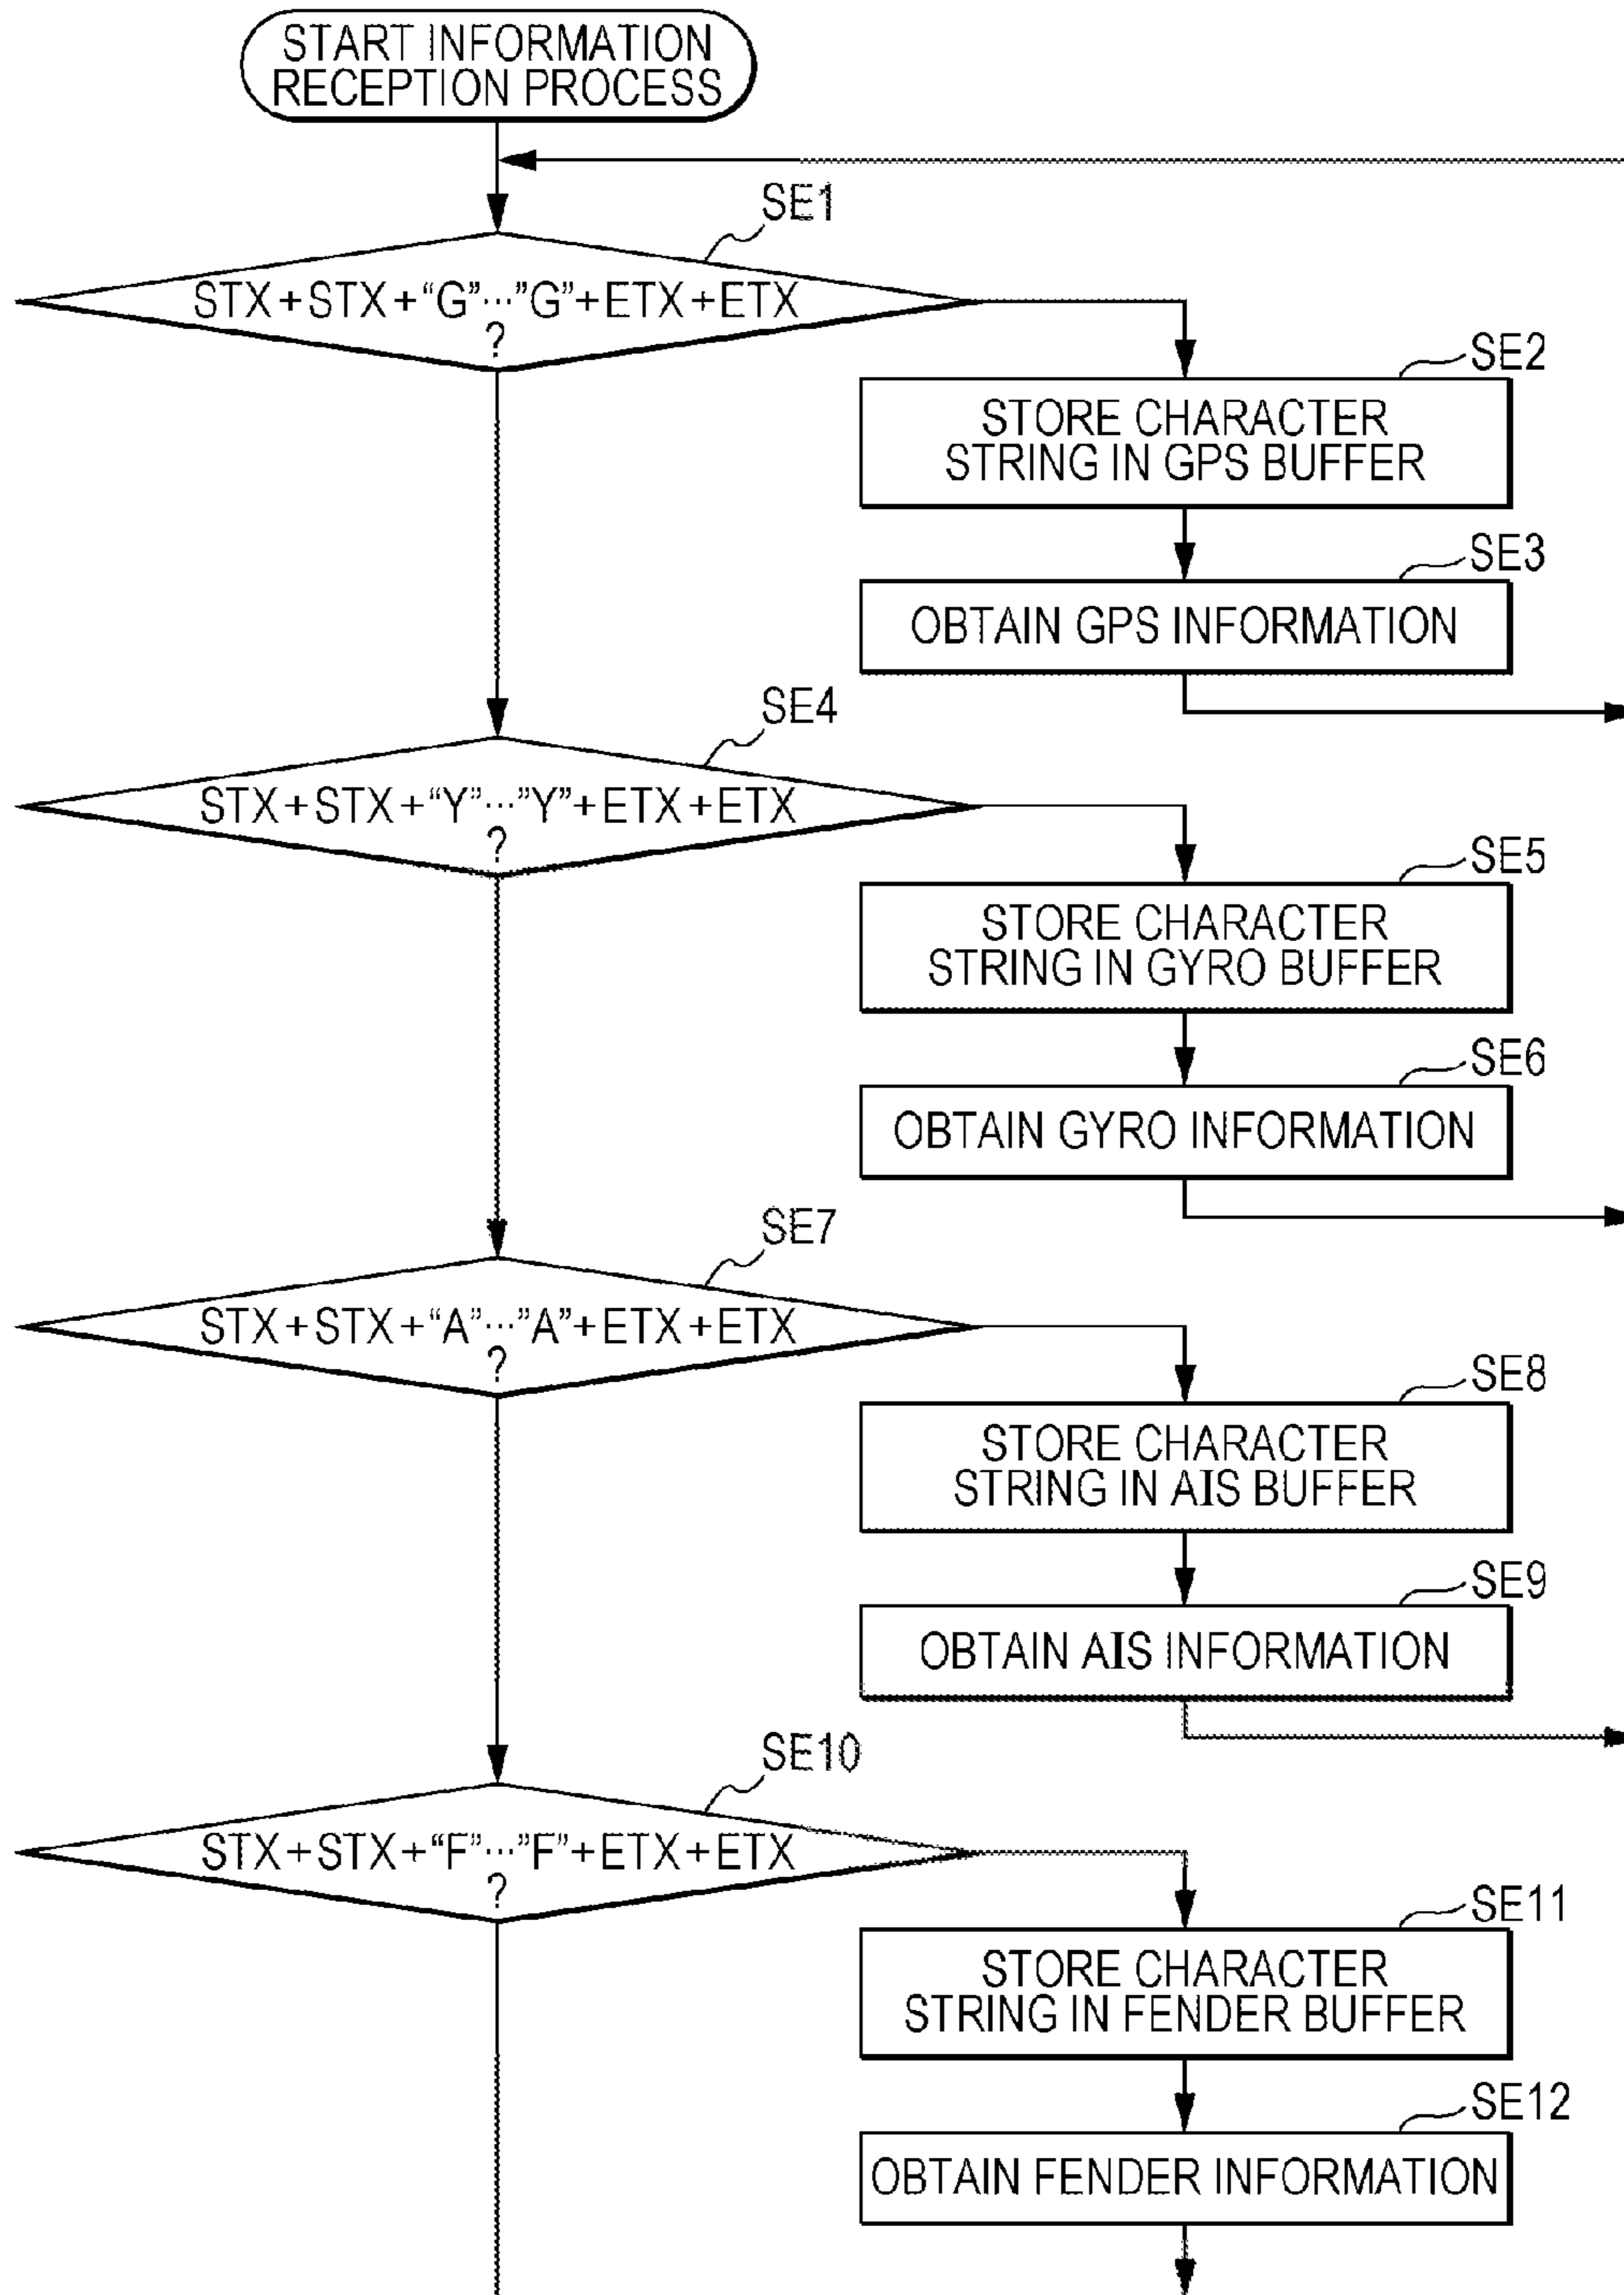 START INFORMATION
RECEPTION PROCESS
SE1
STX+STX+“G”···”G”+ETX+ETX
?
SE2
STORE CHARACTER
STRING IN GPS BUFFER
SE3
OBTAIN GPS INFORMATION
SE4
STX+STX+“Y”···”Y”+ETX+ETX
?
SE5
STORE CHARACTER
STRING IN GYRO BUFFER
SE6
OBTAIN GYRO INFORMATION
SE7
STX+STX+“A”···”A”+ETX+ETX
?
SE8
STORE CHARACTER
STRING IN AIS BUFFER
SE9
OBTAIN AIS INFORMATION
SE10
STX+STX+“F”···”F”+ETX+ETX
?
SE11
STORE CHARACTER
STRING IN FENDER BUFFER
SE12
OBTAIN FENDER INFORMATION